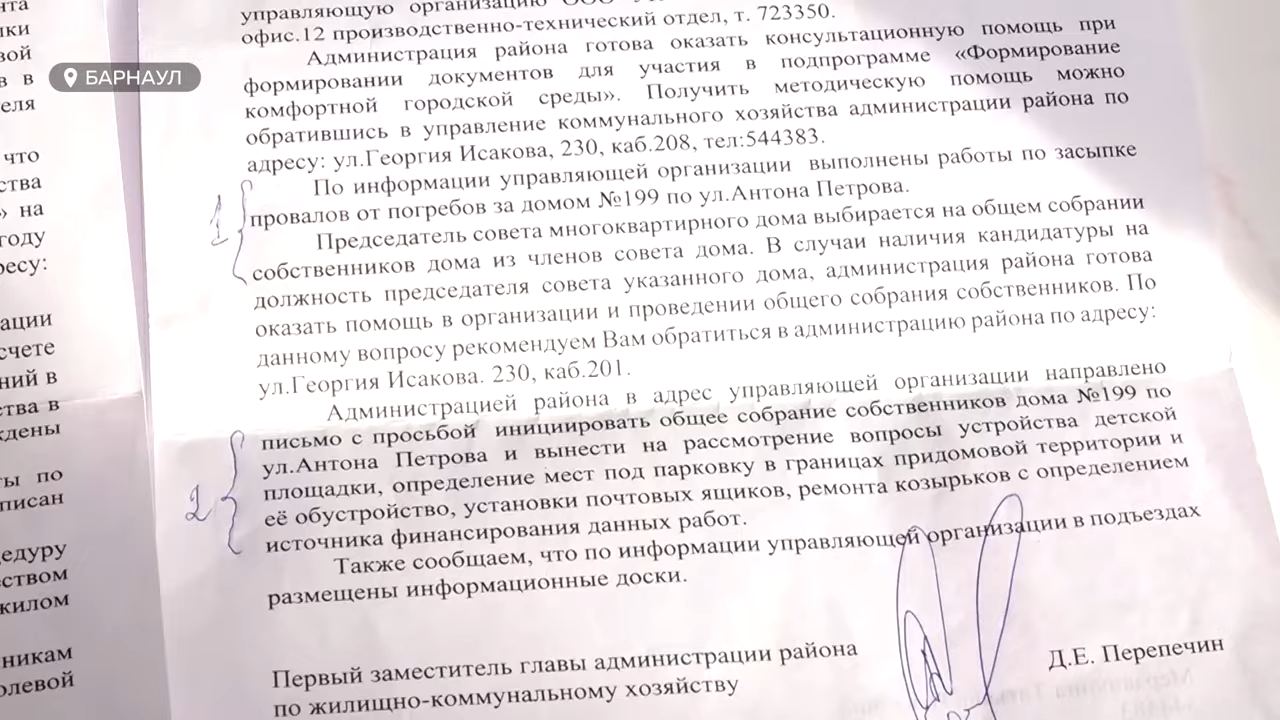 БАРНАУЛ
управляющую организацию ООО
офис.12 производственно-технический отдел, т. 723350.
Администрация района готова оказать консультационную помощь при
формировании документов для участия в подпрограмме «Формирование
комфортной городской среды». Получить методическую помощь можно
обратившись в управление коммунального хозяйства администрации района по
адресу: ул.Георгия Исакова, 230, каб.208, тел:544383.
По информации управляющей организации выполнены работы по засыпке
провалов от погребов за домом №199 по ул.Антона Петрова.
1
Председатель совета многоквартирного дома выбирается на общем собрании
собственников дома из членов совета дома. В случаи наличия кандидатуры на
должность председателя совета указанного дома, администрация района готова
оказать помощь в организации и проведении общего собрания собственников. По
данному вопросу рекомендуем Вам обратиться в администрацию района по адресу:
ул.Георгия Исакова. 230, каб.201.
Администрацией района в адрес управляющей организации направлено
письмо с просьбой инициировать общее собрание собственников дома №199 по
ул.Антона Петрова и вынести на рассмотрение вопросы устройства детской
2
площадки, определение мест под парковку в границах придомовой территории и
её обустройство, установки почтовых ящиков, ремонта козырьков с определением
источника финансирования данных работ.
Также сообщаем, что по информации управляющей организации в подъездах
размещены информационные доски.
Первый заместитель главы администрации района
по жилищно-коммунальному хозяйству
Д.Е. Перепечин
что
на
году
ний в
тва в
по